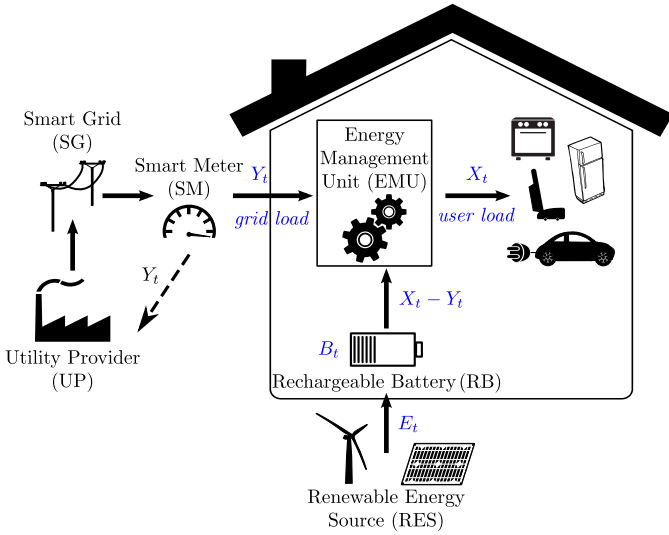 Smart Grid
(SG)
Smart Meter
(SM)
Y_t
grid load
Energy
Management
Unit (EMU)
X_t
user load
Y_t
X_t − Y_t
B_t
Utility Provider
(UP)
Rechargeable Battery (RB)
E_t
Renewable Energy
Source (RES)